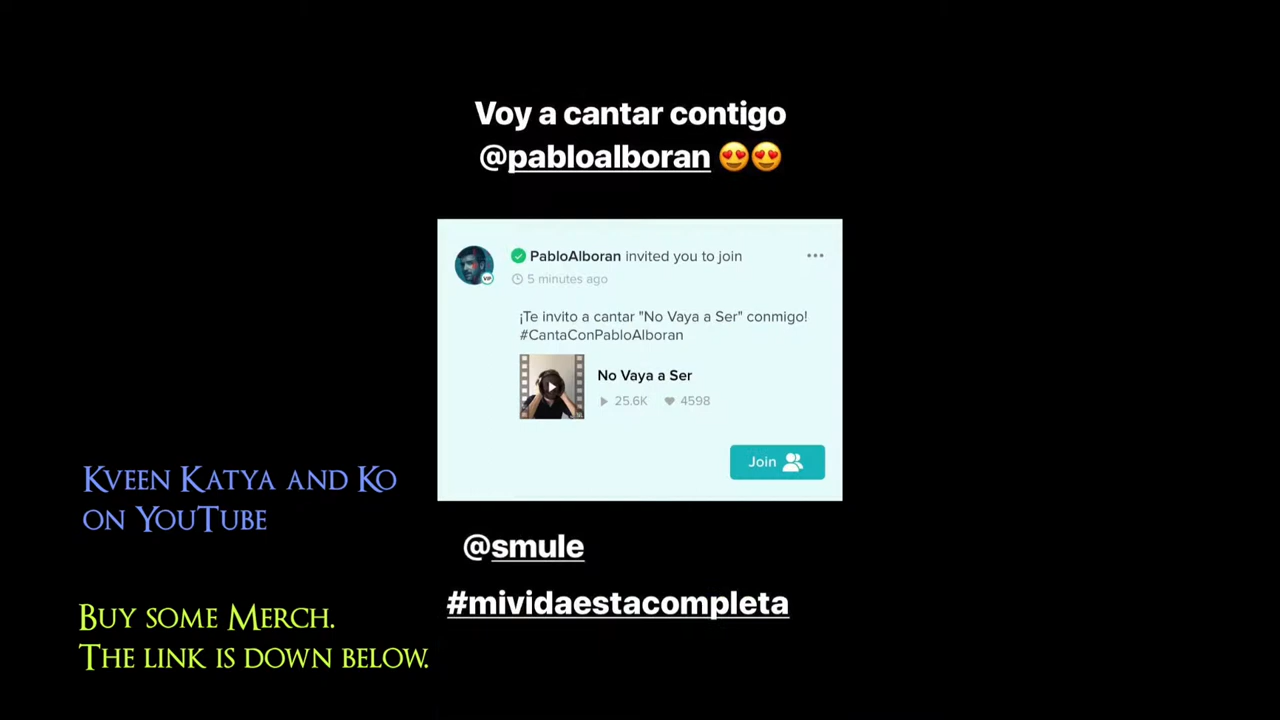 Voy a cantar contigo
@pabloalboran 😍😍
PabloAlboran invited you to join
5 minutes ago
¡Te invito a cantar "No Vaya a Ser" conmigo!
#CantaConPabloAlboran
No Vaya a Ser
25.6K 4598
Join
@smule
#mividaestacompleta
Kveen Katya and Ko
on YouTube
Buy some Merch.
The link is down below.